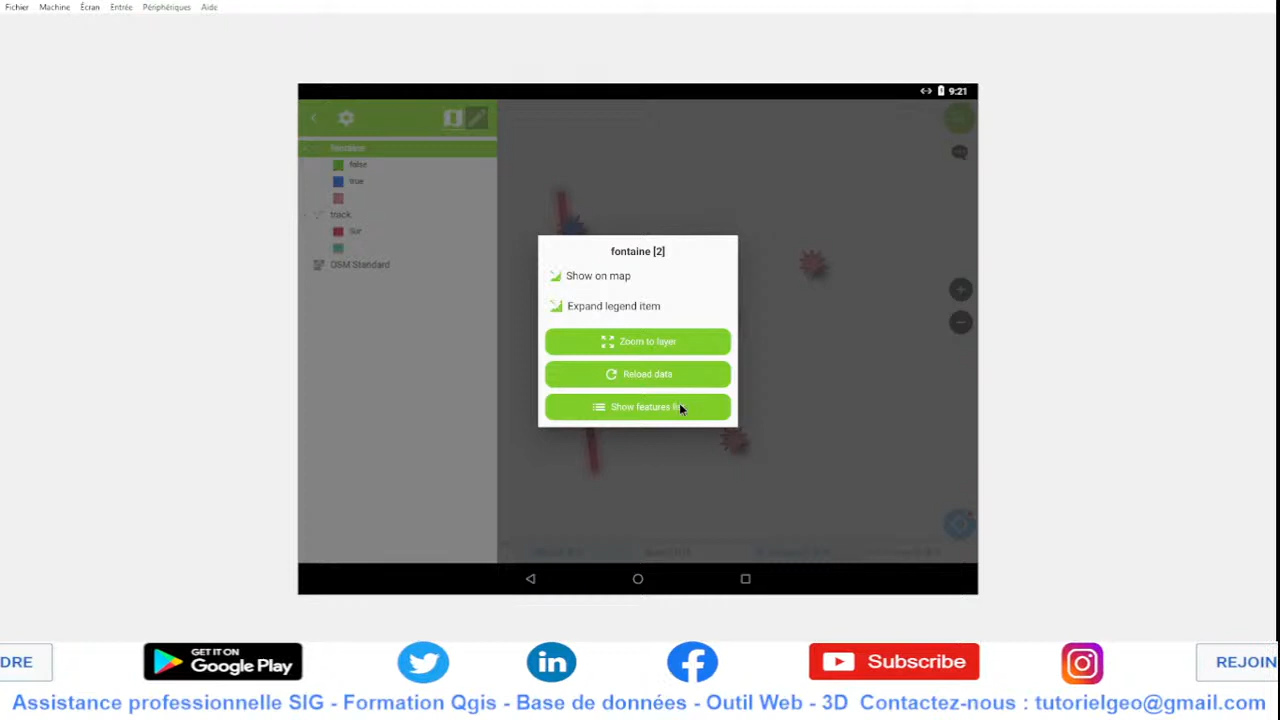 Fichier Machine Écran Entrée Périphériques Aide
9:21
false
true
track
Sur
OSM Standard
fontaine [2]
Show on map
Expand legend item
Zoom to layer
Reload data
Show features
DRE
GET IT ON
Google Play
Subscribe
REJOIN
Assistance professionnelle SIG - Formation Qgis - Base de données - Outil Web - 3D Contactez-nous : tutorielgeo@gmail.com